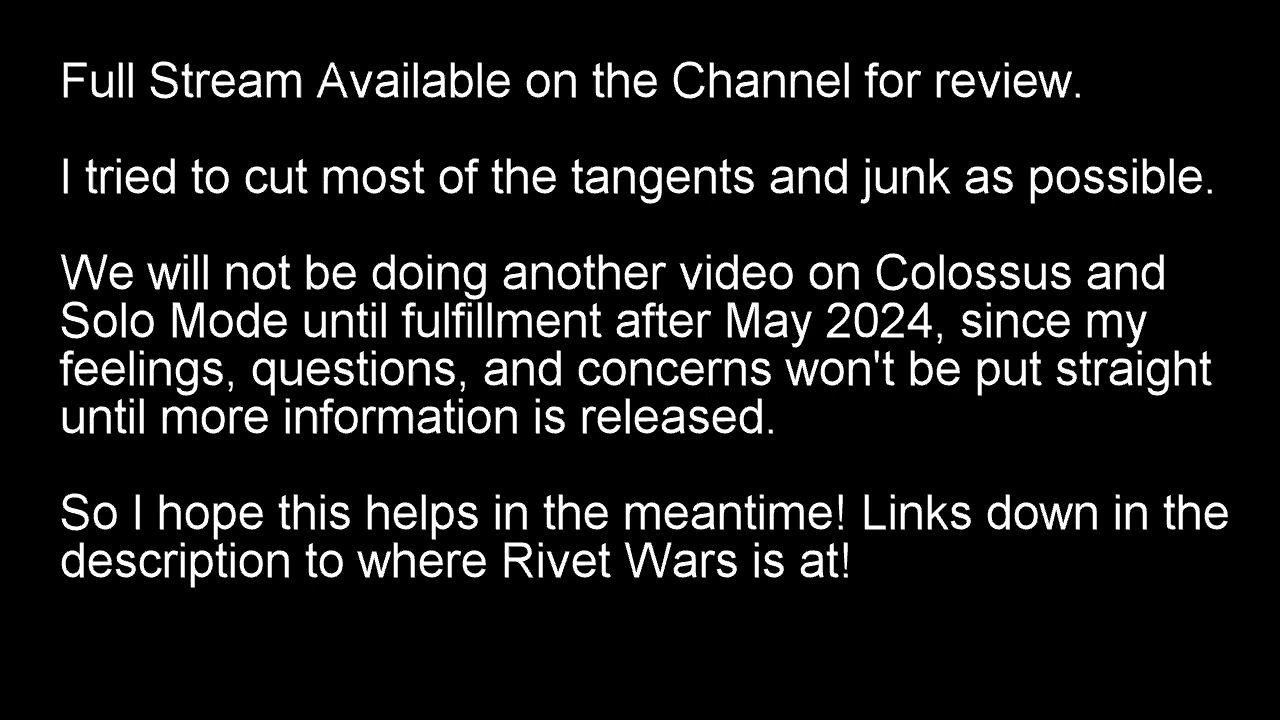 Full Stream Available on the Channel for review.
I tried to cut most of the tangents and junk as possible.
We will not be doing another video on Colossus and
Solo Mode until fulfillment after May 2024, since my
feelings, questions, and concerns won't be put straight
until more information is released.
So I hope this helps in the meantime! Links down in the
description to where Rivet Wars is at!